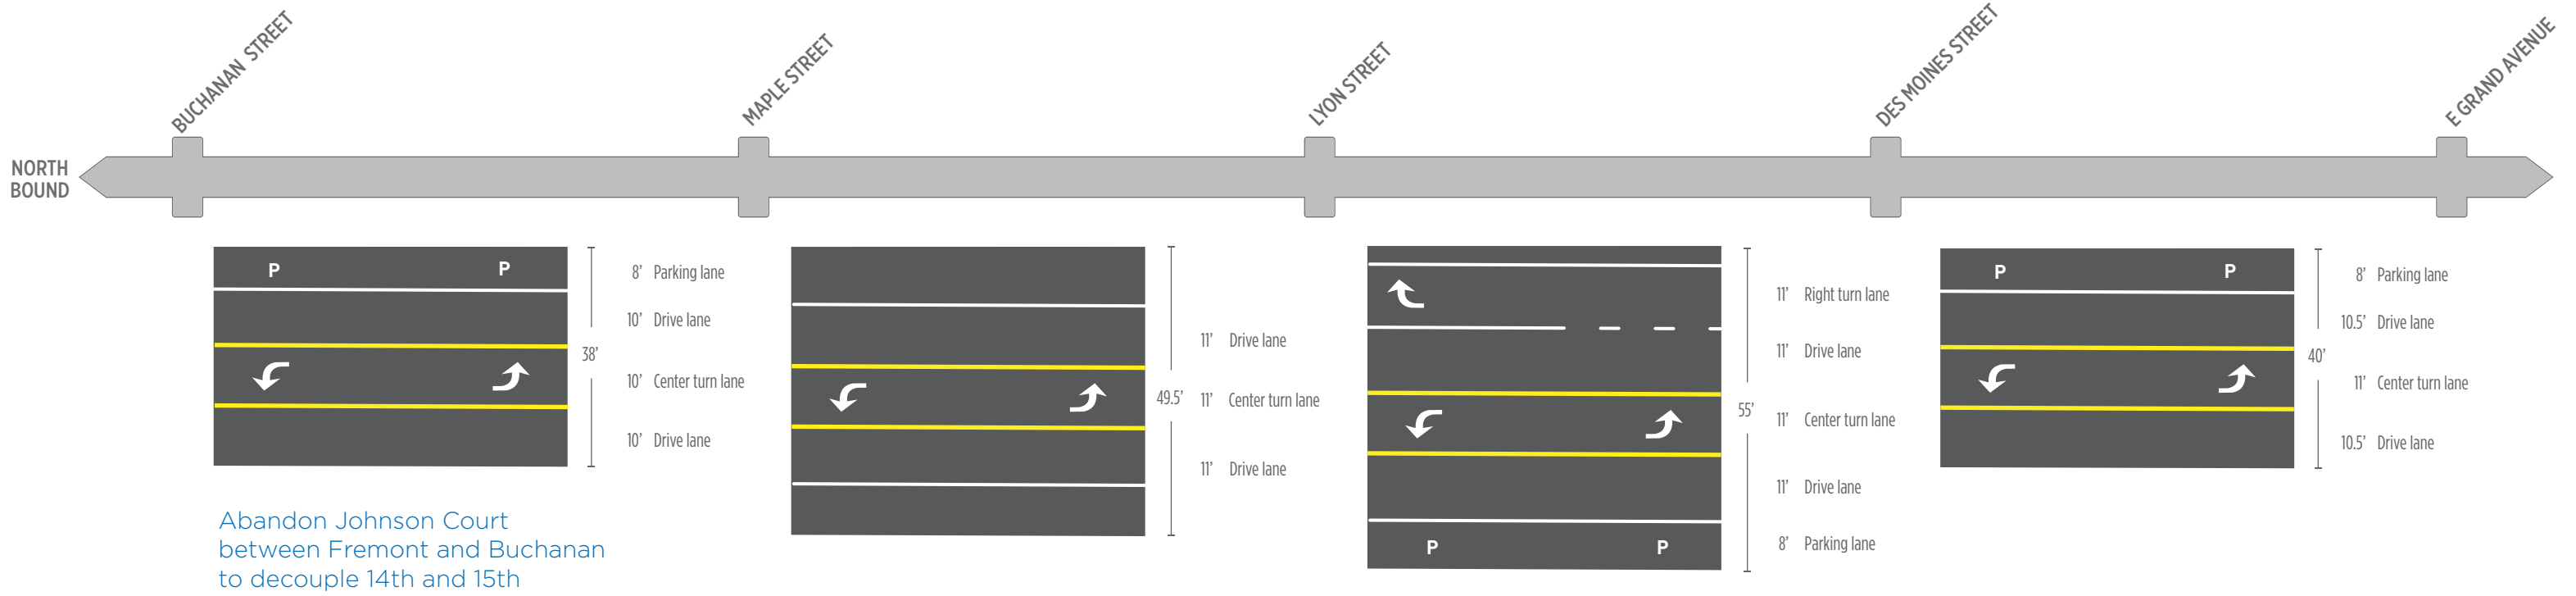 BUCHANAN STREET
MAPLE STREET
LYON STREET
DES MOINES STREET
E GRAND AVENUE
NORTH
BOUND
P P
8’ Parking lane
10’ Drive lane
38’
10’ Center turn lane
10’ Drive lane
11’ Drive lane
49.5’
11’ Center turn lane
11’ Drive lane
11’ Right turn lane
11’ Drive lane
55’
11’ Center turn lane
11’ Drive lane
P P
8’ Parking lane
P P
8’ Parking lane
10.5’ Drive lane
40’
11’ Center turn lane
10.5’ Drive lane
Abandon Johnson Court
between Fremont and Buchanan
to decouple 14th and 15th